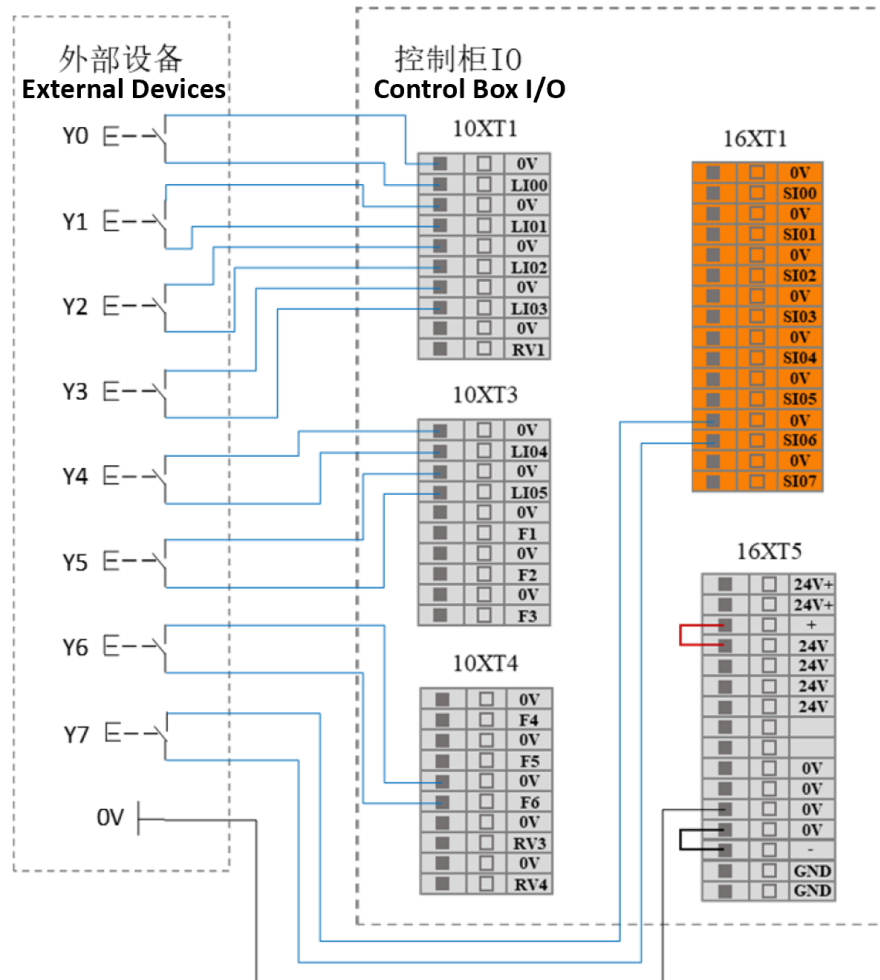 外部设备
External Devices
Y0
Y1
Y2
Y3
Y4
Y5
Y6
Y7
0V
控制柜IO
Control Box I/O
10XT1
0V
LI00
0V
LI01
0V
LI02
0V
LI03
0V
RV1
10XT3
0V
LI04
0V
LI05
0V
F1
0V
F2
0V
F3
10XT4
0V
F4
0V
F5
0V
F6
0V
RV3
0V
RV4
16XT1
0V
SI00
0V
SI01
0V
SI02
0V
SI03
0V
SI04
0V
SI05
0V
SI06
0V
SI07
16XT5
24V+
24V+
+
24V
24V
24V
24V
0V
0V
0V
0V
-
GND
GND